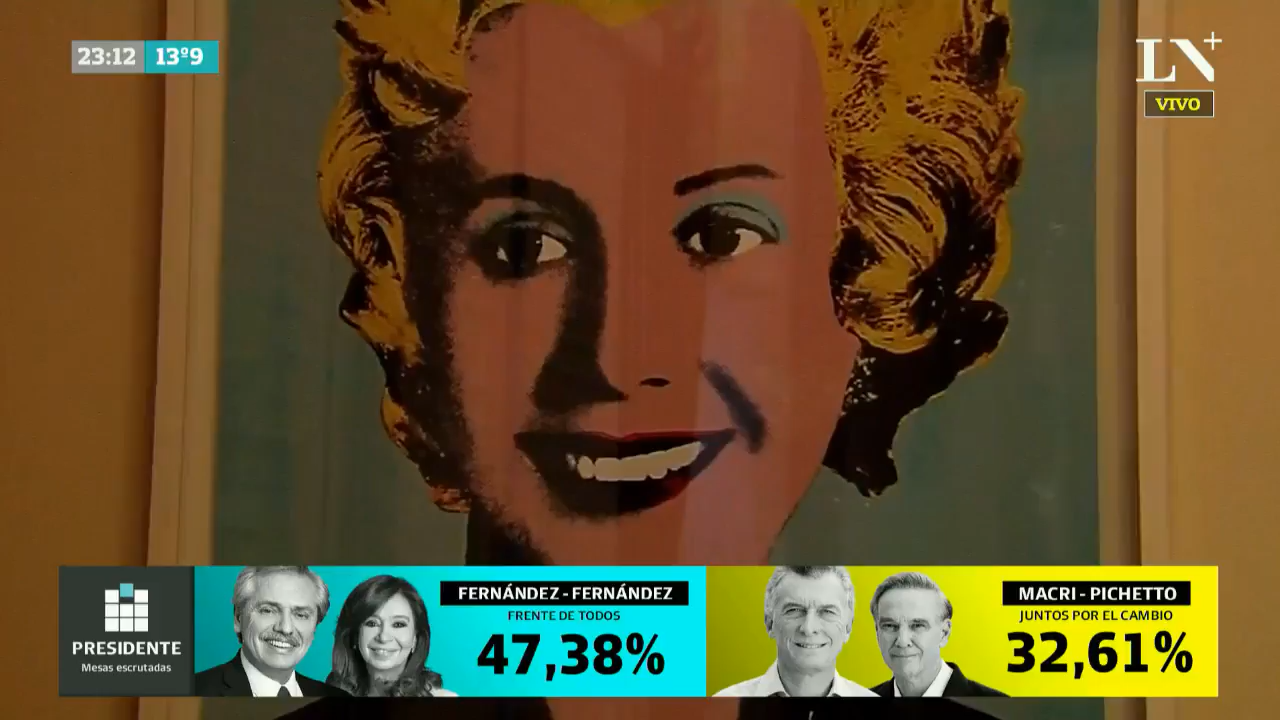 23:12 13º9
LN+
VIVO
PRESIDENTE
Mesas escrutadas
FERNÁNDEZ - FERNÁNDEZ
FRENTE DE TODOS
47,38%
MACRI - PICHETTO
JUNTOS POR EL CAMBIO
32,61%